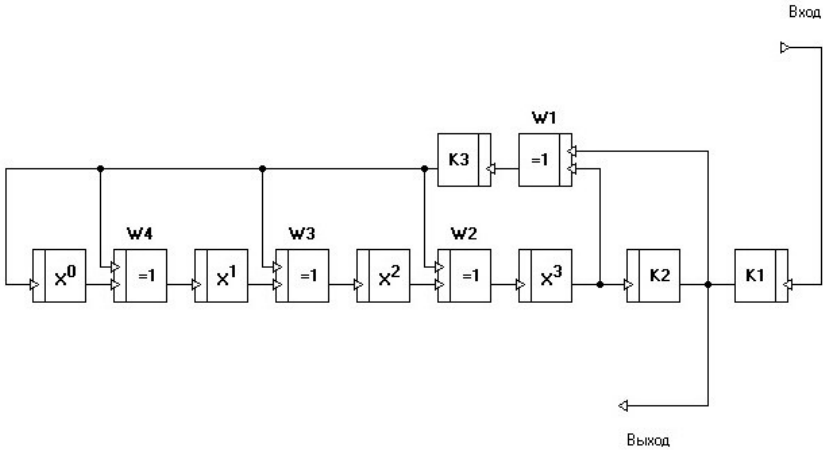 Вход
W1
K3
=1
W4
W3
W2
X⁰
=1
X¹
=1
X²
=1
X³
K2
K1
Выход